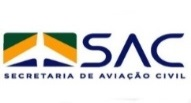 SAC
SECRETARIA DE AVIAÇÃO CIVIL